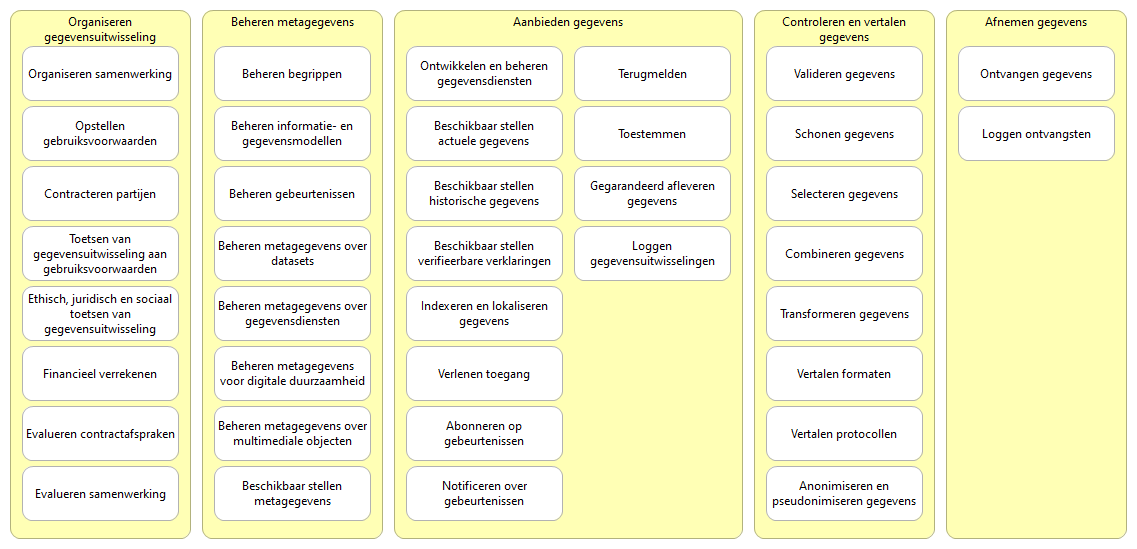 Organiseren
gegevensuitwisseling
Organiseren samenwerking
Opstellen
gebruiksvoorwaarden
Contracteren partijen
Toetsen van
gegevensuitwisseling aan
gebruiksvoorwaarden
Ethisch, juridisch en sociaal
toetsen van
gegevensuitwisseling
Financieel verrekenen
Evalueren contractafspraken
Evalueren samenwerking
Beheren metagegevens
Beheren begrippen
Beheren informatie- en
gegevensmodellen
Beheren gebeurtenissen
Beheren metagegevens over
datasets
Beheren metagegevens over
gegevensdiensten
Beheren metagegevens
voor digitale duurzaamheid
Beheren metagegevens over
multimediale objecten
Beschikbaar stellen
metagegevens
Aanbieden gegevens
Ontwikkelen en beheren
gegevensdiensten
Beschikbaar stellen
actuele gegevens
Beschikbaar stellen
historische gegevens
Beschikbaar stellen
verifieerbare verklaringen
Indexeren en lokaliseren
gegevens
Verlenen toegang
Abonneren op
gebeurtenissen
Notificeren over
gebeurtenissen
Terugmelden
Toestemmen
Gegarandeerd afleveren
gegevens
Loggen
gegevensuitwisselingen
Controleren en vertalen
gegevens
Valideren gegevens
Schonen gegevens
Selecteren gegevens
Combineren gegevens
Transformeren gegevens
Vertalen formaten
Vertalen protocollen
Anonimiseren en
pseudonimiseren gegevens
Afnemen gegevens
Ontvangen gegevens
Loggen ontvangsten